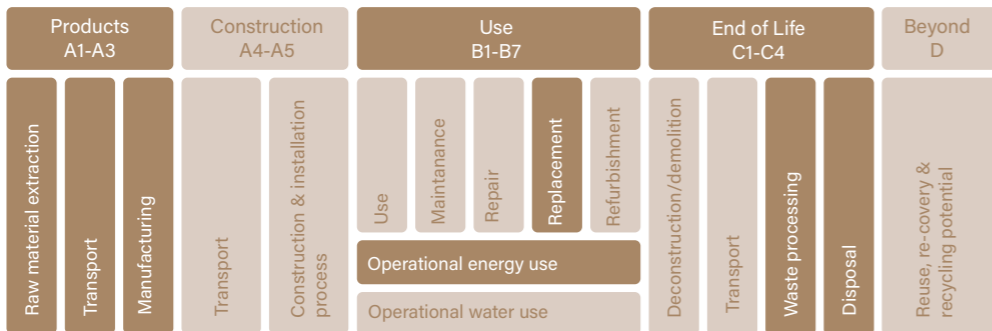 Products
A1-A3
Construction
A4-A5
Use
B1-B7
End of Life
C1-C4
Beyond
D
Raw material extraction
Transport
Manufacturing
Transport
Construction & installation
process
Use
Maintanance
Repair
Replacement
Refurbishment
Operational energy use
Operational water use
Deconstruction/demolition
Transport
Waste processing
Disposal
Reuse, re-covery &
recycling potential